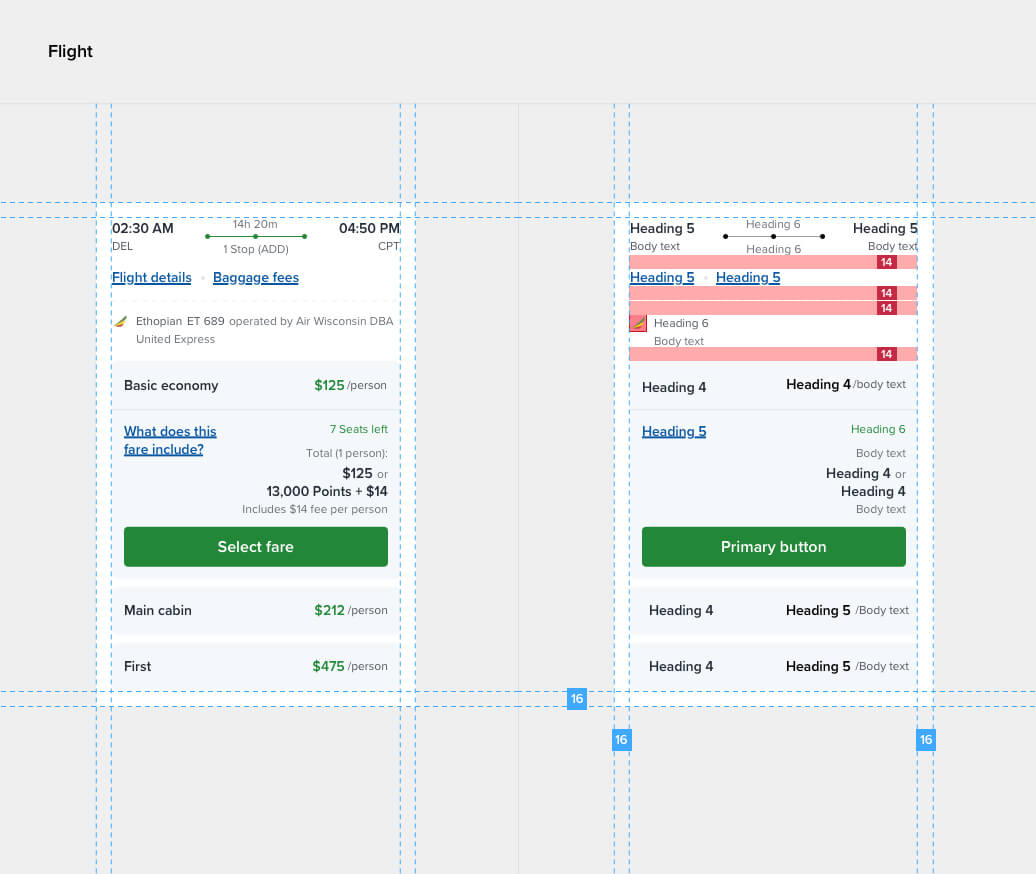 Flight
02:30 AM
14h 20m
04:50 PM
DEL
1 Stop (ADD)
CPT
Flight details
Baggage fees
Ethopian ET 689 operated by Air Wisconsin DBA
United Express
Basic economy
$125 /person
What does this
fare include?
7 Seats left
Total (1 person):
$125 or
13,000 Points + $14
Includes $14 fee per person
Select fare
Main cabin
$212 /person
First
$475 /person
Heading 5
Heading 6
Heading 5
Body text
Heading 6
Body text
14
Heading 5
Heading 5
14
14
Heading 6
Body text
14
Heading 4
Heading 4 /body text
Heading 5
Heading 6
Body text
Heading 4 or
Heading 4
Body text
Primary button
Heading 4
Heading 5 /Body text
Heading 4
Heading 5 /Body text
16
16
16